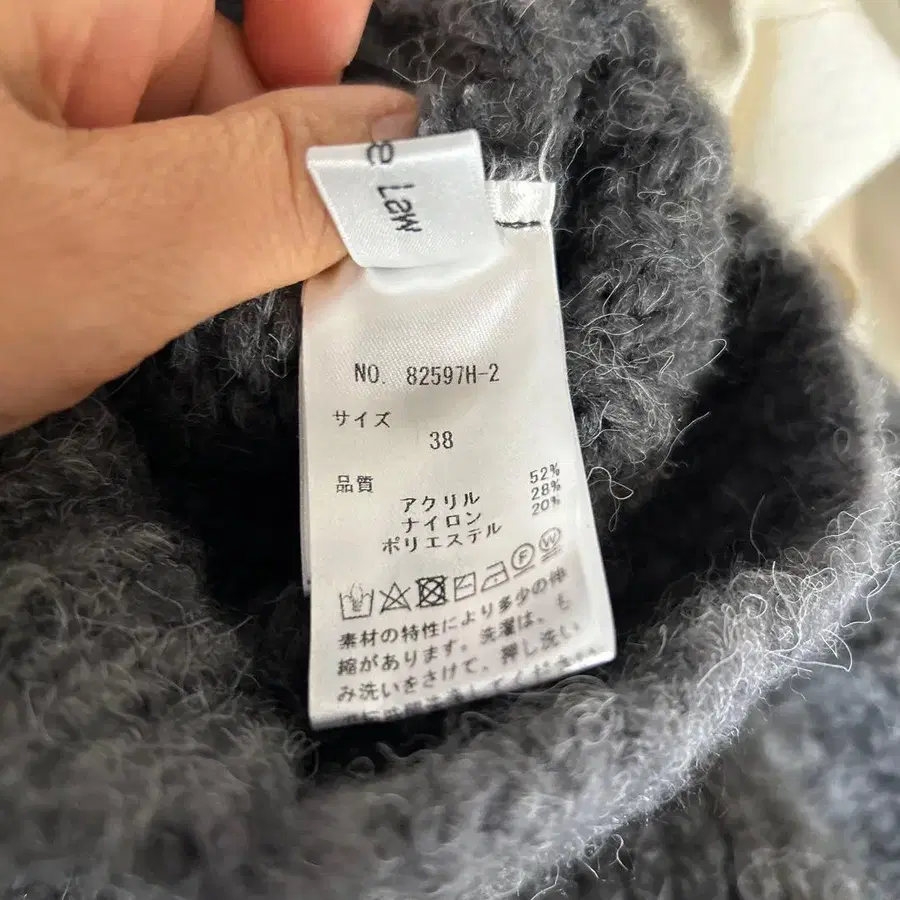 Law
NO. 82597H-2
サイズ
38
品質
アクリル 52%
ナイロン 28%
ポリエステル 20%
F W
素材の特性により多少の伸
縮があります。洗濯は、も
み洗いをさけて、押し洗い